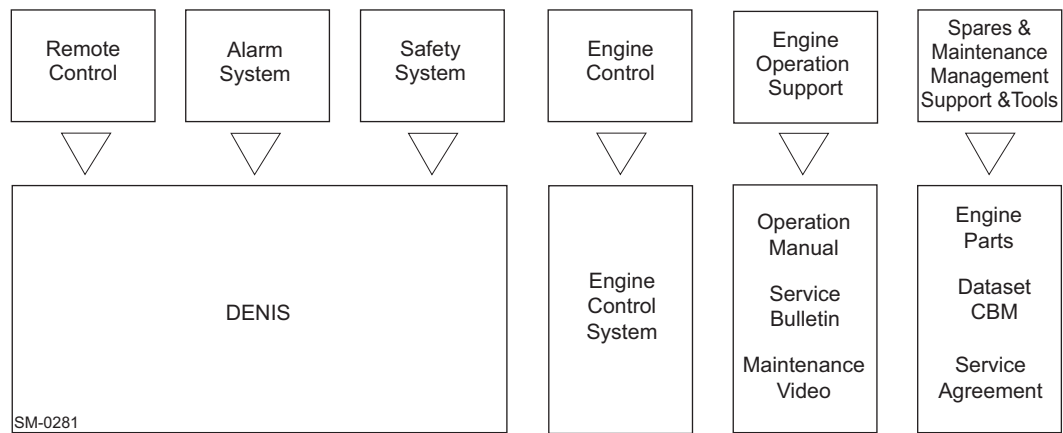 Remote
Control
Alarm
System
Safety
System
Engine
Control
Engine
Operation
Support
Spares &
Maintenance
Management
Support &Tools
DENIS
SM-0281
Engine
Control
System
Operation
Manual
Service
Bulletin
Maintenance
Video
Engine
Parts
Dataset
CBM
Service
Agreement